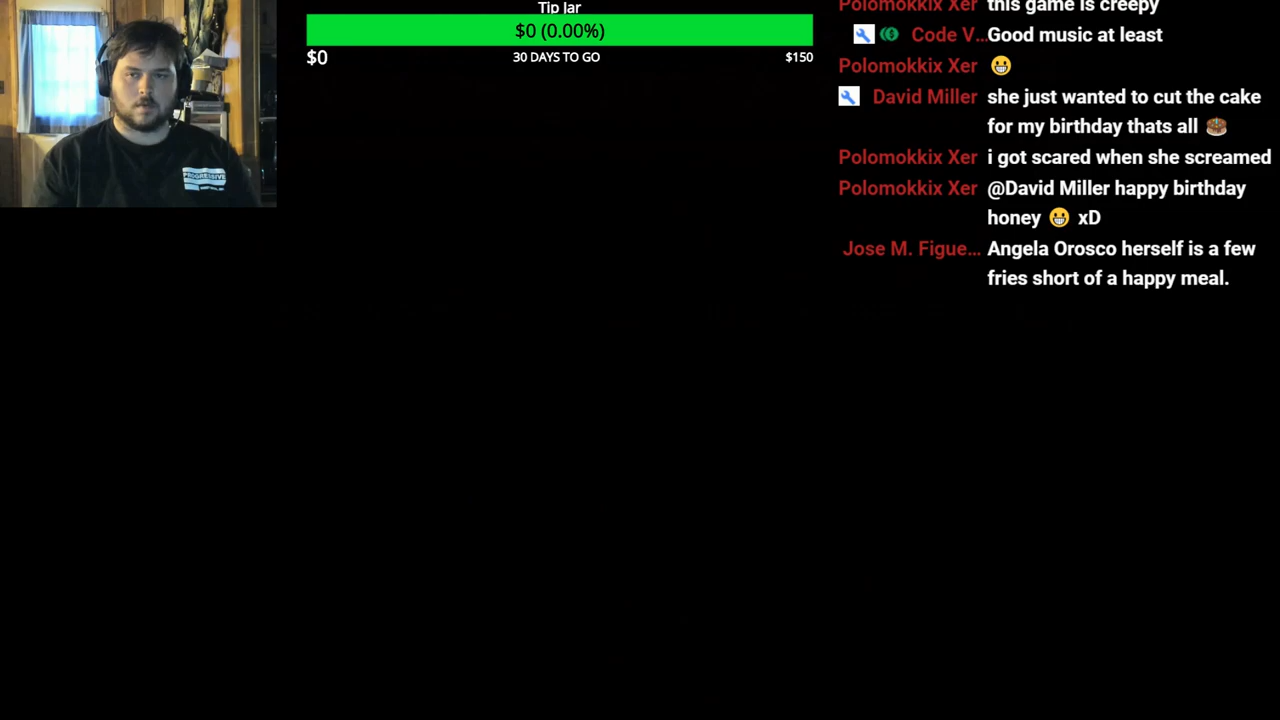 Tip Jar
$0 (0.00%)
$0 30 DAYS TO GO $150
PROGRESSIVE
Polomokkix Xer this game is creepy
Code V... Good music at least
Polomokkix Xer 😀
David Miller she just wanted to cut the cake
for my birthday thats all 🎂
Polomokkix Xer i got scared when she screamed
Polomokkix Xer @David Miller happy birthday
honey 😀 xD
Jose M. Figue... Angela Orosco herself is a few
fries short of a happy meal.